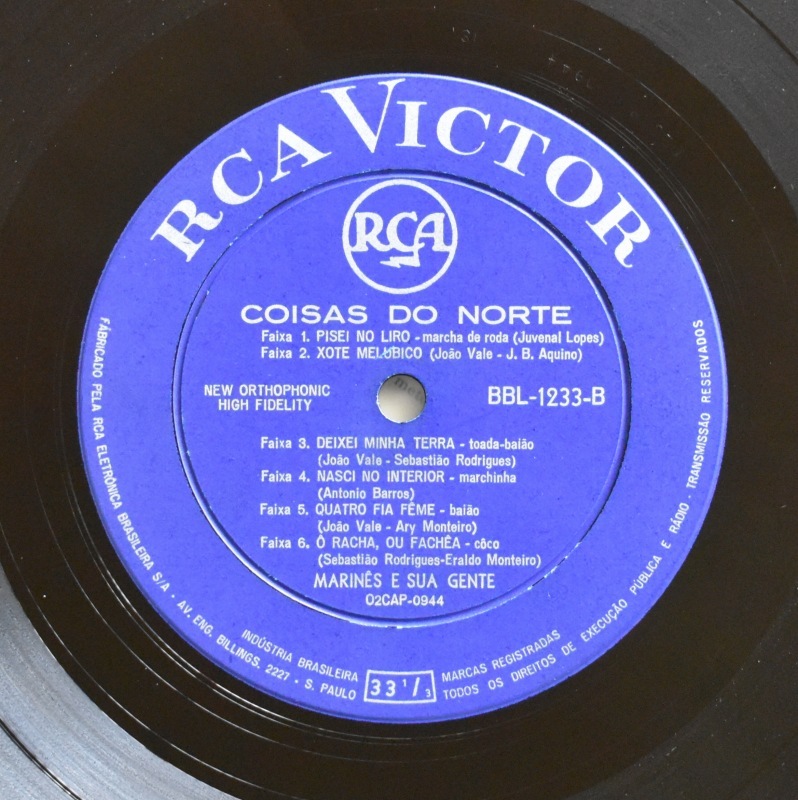 RCA VICTOR
RCA
COISAS DO NORTE
Faixa 1. PISEI NO LIRO - marcha de roda (Juvenal Lopes)
Faixa 2. XOTE MELUBICO (João Vale - J. B. Aquino)
NEW ORTHOPHONIC
HIGH FIDELITY
BBL-1233-B
Faixa 3. DEIXEI MINHA TERRA - toada-baião
(João Vale - Sebastião Rodrigues)
Faixa 4. NASCI NO INTERIOR - marchinha
(Antonio Barros)
Faixa 5. QUATRO FIA FÊME - baião
(João Vale - Ary Monteiro)
Faixa 6. Ô RACHA, OU FACHÊA - côco
(Sebastião Rodrigues-Eraldo Monteiro)
MARINÊS E SUA GENTE
O2CAP-0944
FÁBRICADO PELA RCA ELETRÔNICA BRASILEIRA S/A • AV. ENG. BILLINGS, 2227 • S. PAULO
INDÚSTRIA BRASILEIRA
33 1/3
MARCAS REGISTRADAS
TODOS OS DIREITOS DE EXECUÇÃO PÚBLICA E RÁDIO - TRANSMISSÃO RESERVADOS